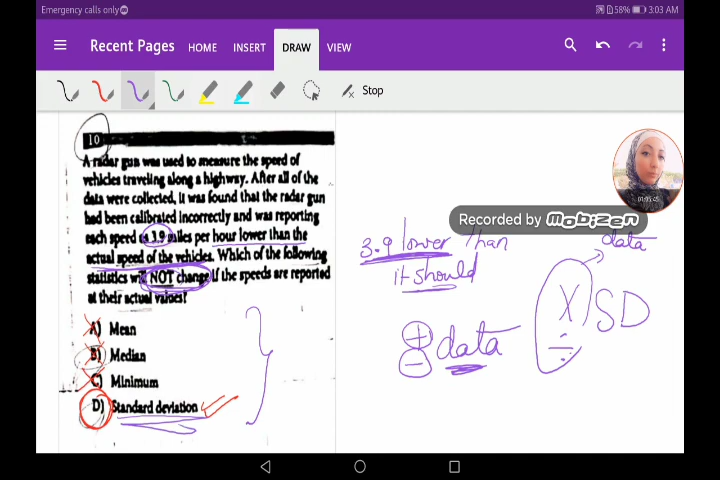 Emergency calls only
58% 3:03 AM
Recent Pages HOME INSERT DRAW VIEW
Stop
10
A radar gun was used to measure the speed of
vehicles traveling along a highway. After all of the
data were collected, it was found that the radar gun
had been calibrated incorrectly and was reporting
each speed as 3.9 miles per hour lower than the
actual speed of the vehicles. Which of the following
statistics will NOT change if the speeds are reported
at their actual values?
A) Mean
B) Median
C) Minimum
D) Standard deviation
01:05:45
Recorded by mobizen
3.9 lower than
it should
+
− data
data
X
÷
SD